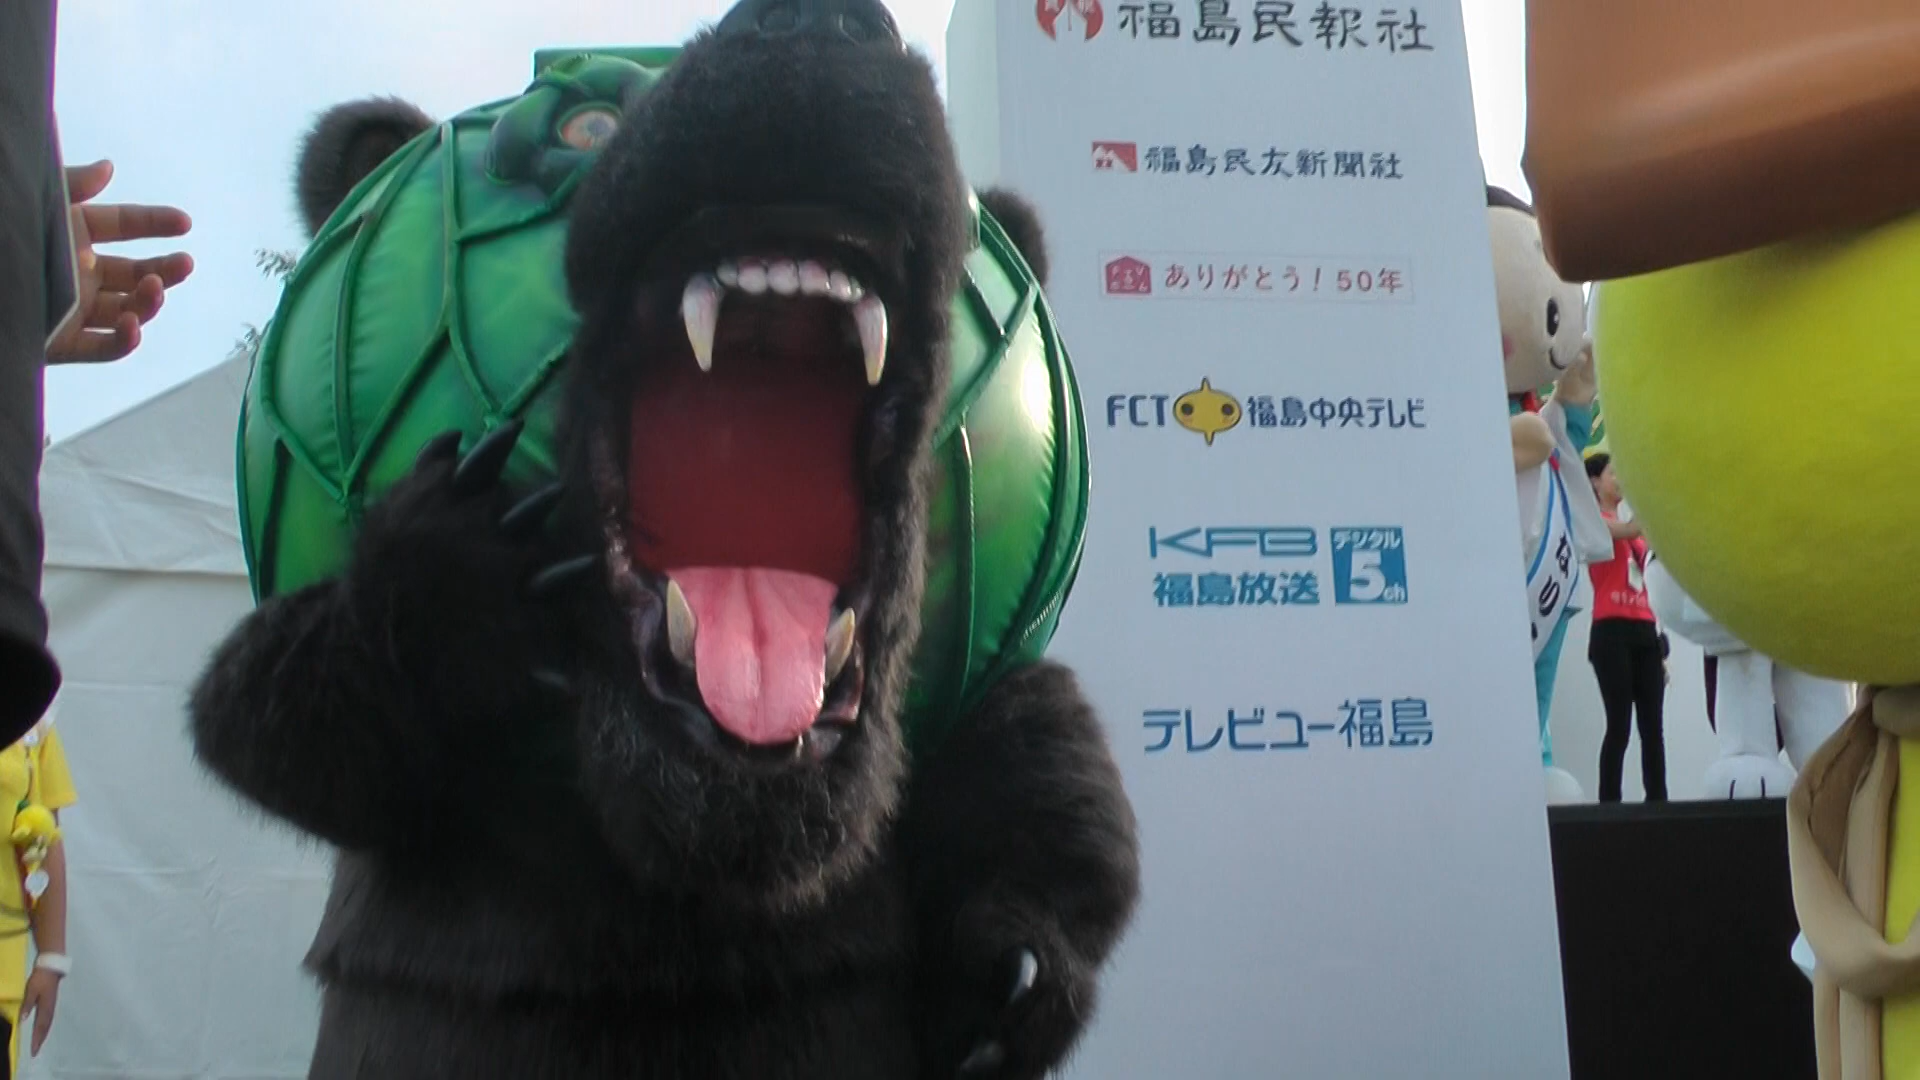 福島民報社
福島民友新聞社
ありがとう！50年
FCT 福島中央テレビ
KFB デジタル
福島放送 5ch
テレビュー福島